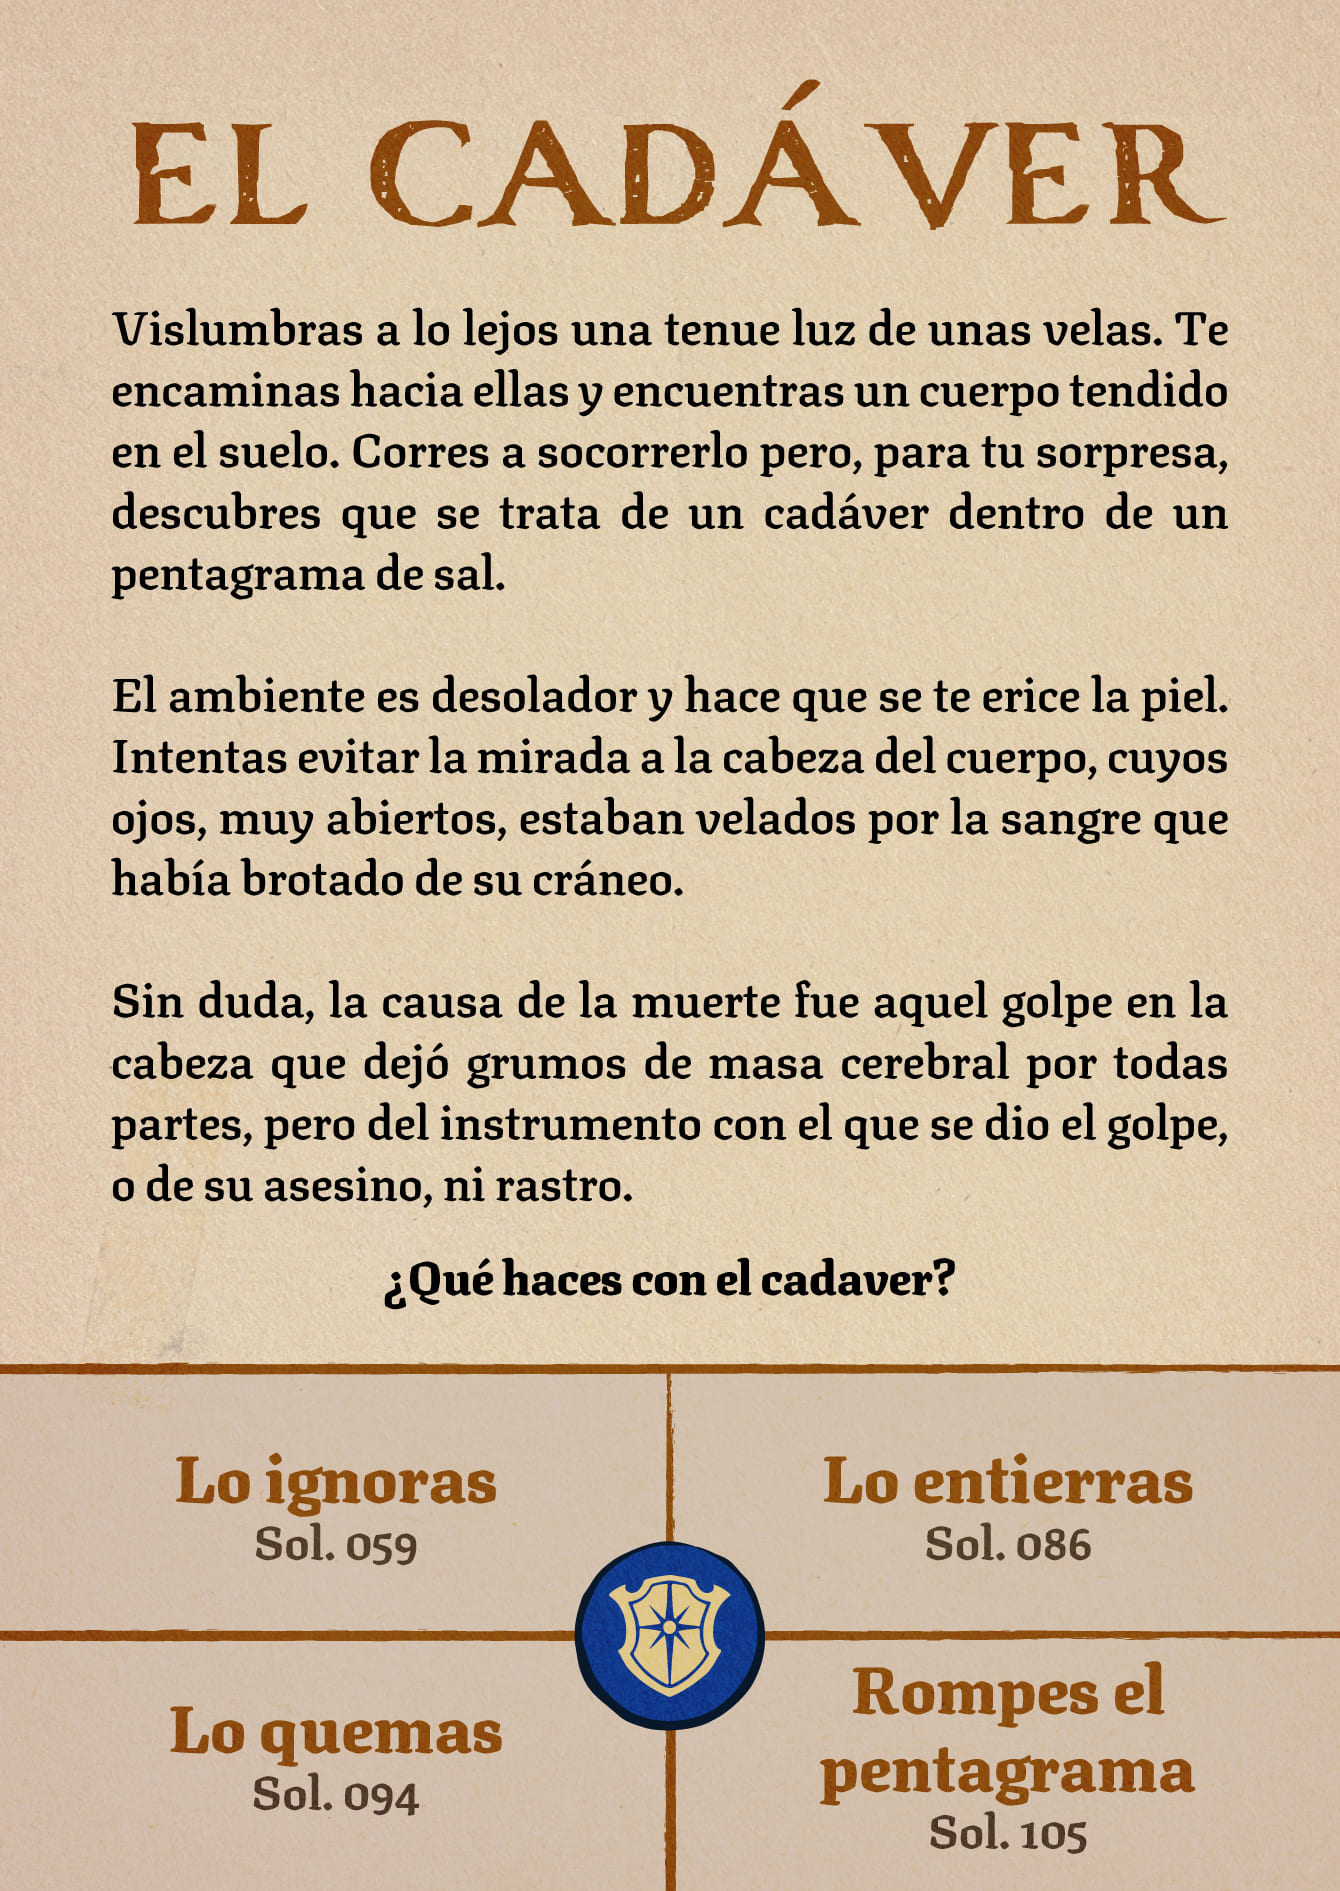 EL CADÁVER
Vislumbras a lo lejos una tenue luz de unas velas. Te
encaminas hacia ellas y encuentras un cuerpo tendido
en el suelo. Corres a socorrerlo pero, para tu sorpresa,
descubres que se trata de un cadáver dentro de un
pentagrama de sal.
El ambiente es desolador y hace que se te erice la piel.
Intentas evitar la mirada a la cabeza del cuerpo, cuyos
ojos, muy abiertos, estaban velados por la sangre que
había brotado de su cráneo.
Sin duda, la causa de la muerte fue aquel golpe en la
cabeza que dejó grumos de masa cerebral por todas
partes, pero del instrumento con el que se dio el golpe,
o de su asesino, ni rastro.
¿Qué haces con el cadaver?
Lo ignoras
Sol. 059
Lo entierras
Sol. 086
Lo quemas
Sol. 094
Rompes el
pentagrama
Sol. 105